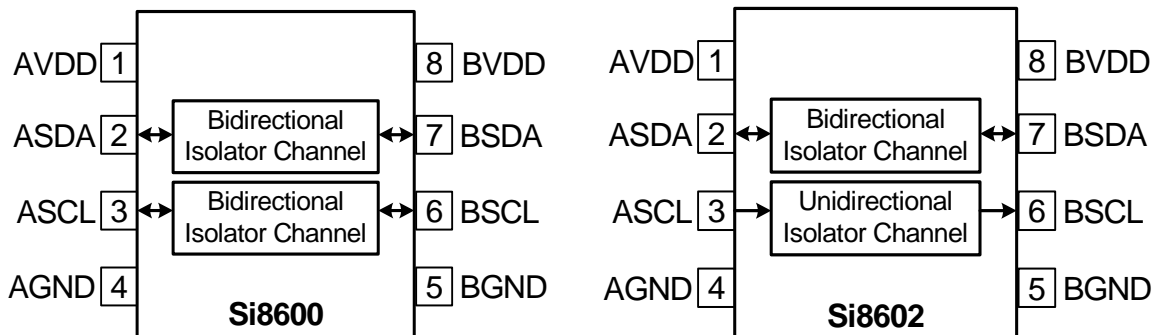 AVDD 1
8 BVDD
ASDA 2
Bidirectional
Isolator Channel
7 BSDA
ASCL 3
Bidirectional
Isolator Channel
6 BSCL
AGND 4
5 BGND
Si8600
AVDD 1
8 BVDD
ASDA 2
Bidirectional
Isolator Channel
7 BSDA
ASCL 3
Unidirectional
Isolator Channel
6 BSCL
AGND 4
5 BGND
Si8602